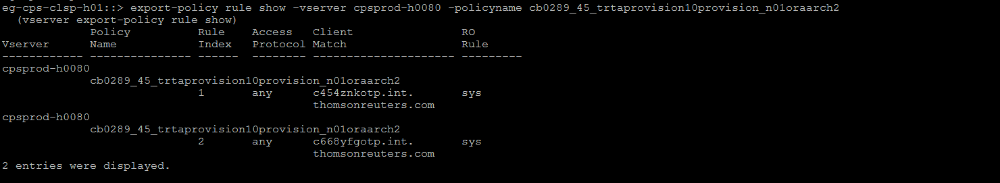 eg-cps-clsp-h01::> export-policy rule show -vserver cpsprod-h0080 -policyname cb0289_45_trtaprovision10provision_n01oraarch2
  (vserver export-policy rule show)
             Policy          Rule    Access   Client                RO
Vserver      Name            Index   Protocol Match                 Rule
------------ --------------- ------  -------- --------------------- ---------
cpsprod-h0080
             cb0289_45_trtaprovision10provision_n01oraarch2
                             1       any      c454znkotp.int.       sys
                                              thomsonreuters.com
cpsprod-h0080
             cb0289_45_trtaprovision10provision_n01oraarch2
                             2       any      c668yfgotp.int.       sys
                                              thomsonreuters.com
2 entries were displayed.